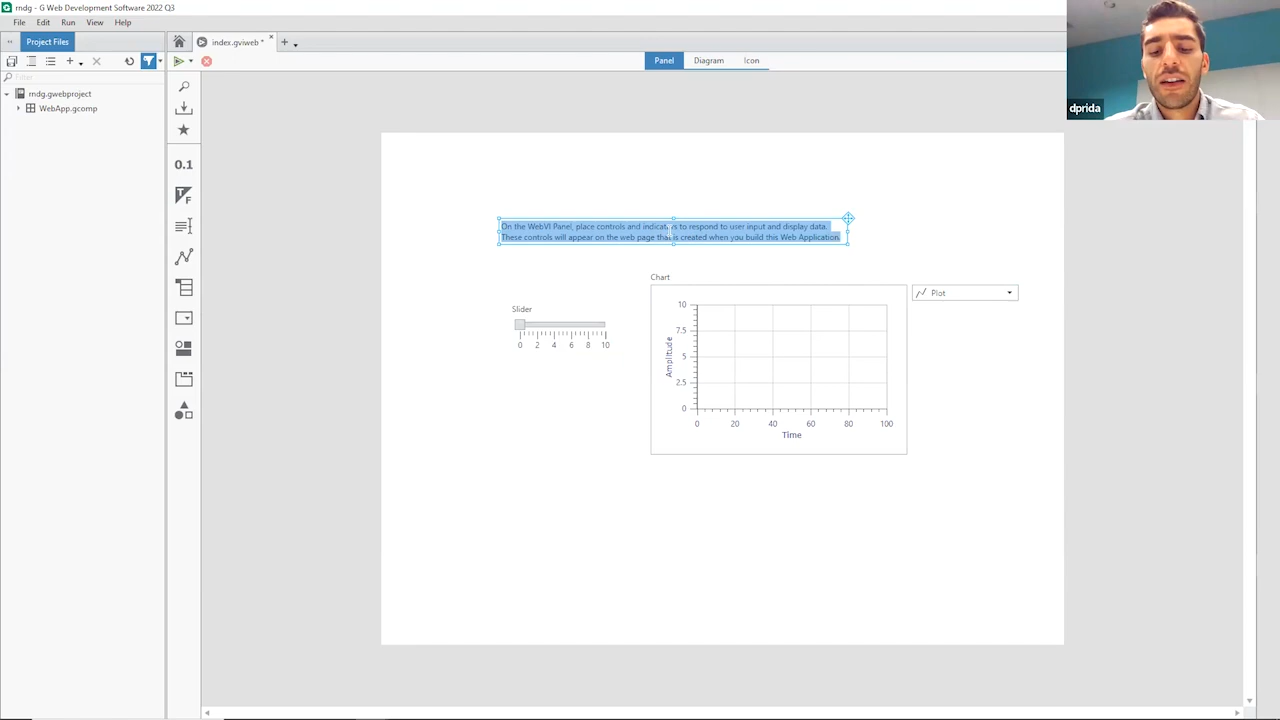 rndg - G Web Development Software 2022 Q3
File Edit Run View Help
Project Files
index.gviweb *
Panel Diagram Icon
Filter
rndg.gwebproject
WebApp.gcomp
0.1
T F
dprida
On the WebVI Panel, place controls and indicators to respond to user input and display data.
These controls will appear on the web page that is created when you build this Web Application.
Chart
Plot
Slider
0 2 4 6 8 10
10
7.5
5
2.5
0
Amplitude
0 20 40 60 80 100
Time